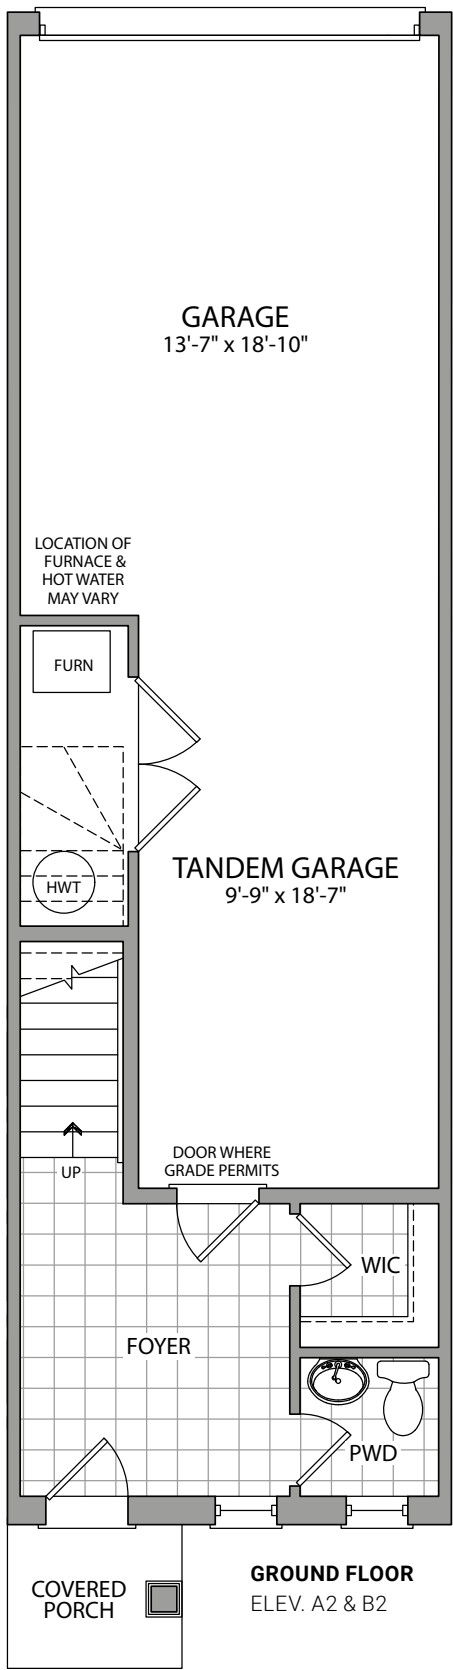 GARAGE
13'-7" x 18'-10"
LOCATION OF
FURNACE &
HOT WATER
MAY VARY
FURN
HWT
TANDEM GARAGE
9'-9" x 18'-7"
UP
DOOR WHERE
GRADE PERMITS
WIC
FOYER
PWD
COVERED
PORCH
GROUND FLOOR
ELEV. A2 & B2